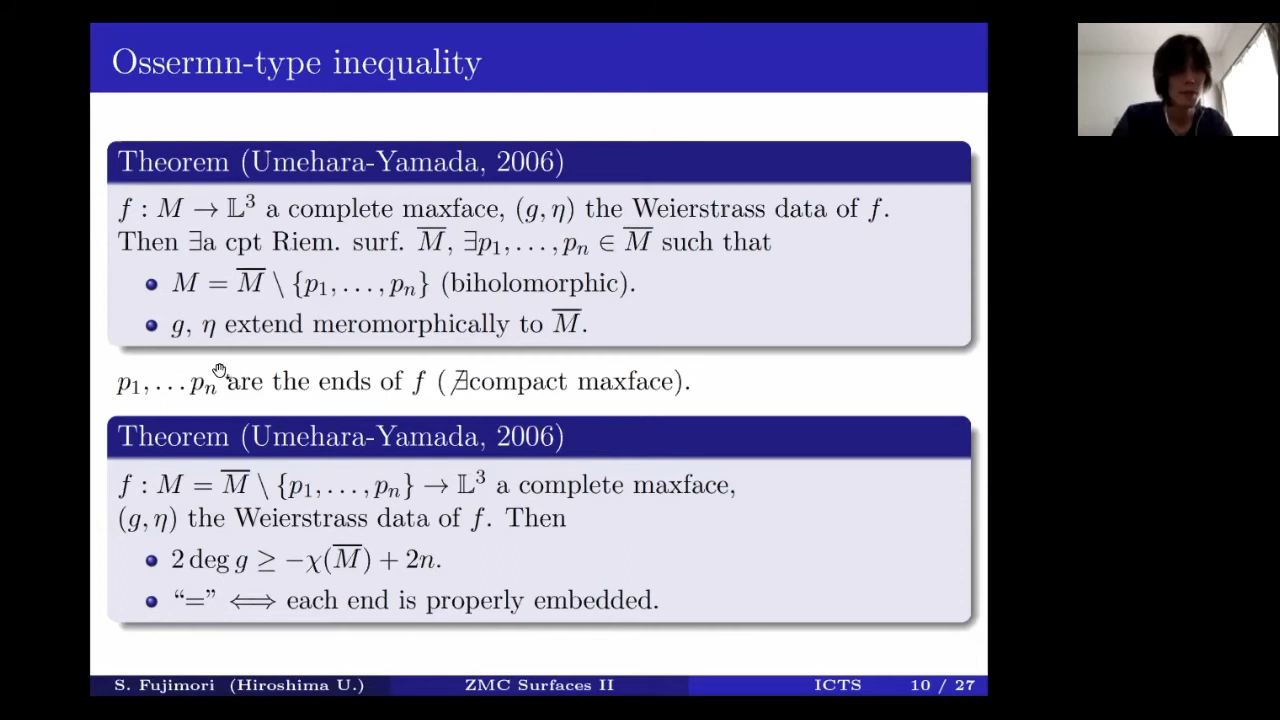 Ossermn-type inequality
Theorem (Umehara-Yamada, 2006)
f : M → 𝕃³ a complete maxface, (g, η) the Weierstrass data of f.
Then ∃a cpt Riem. surf. M̅, ∃p₁, . . . , pₙ ∈ M̅ such that
M = M̅ \ {p₁, . . . , pₙ} (biholomorphic).
g, η extend meromorphically to M̅.
p₁, . . . pₙ are the ends of f (∄compact maxface).
Theorem (Umehara-Yamada, 2006)
f : M = M̅ \ {p₁, . . . , pₙ} → 𝕃³ a complete maxface,
(g, η) the Weierstrass data of f. Then
2 deg g ≥ −χ(M̅) + 2n.
“=” ⟺ each end is properly embedded.
S. Fujimori (Hiroshima U.) ZMC Surfaces II ICTS 10 / 27